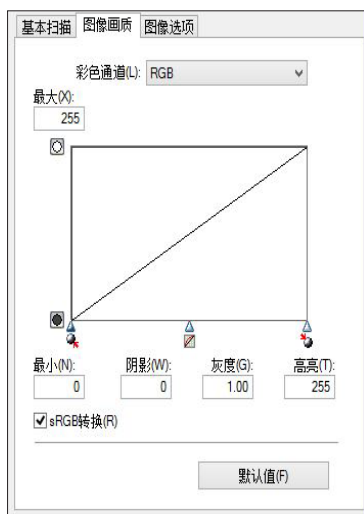 基本扫描 图像画质 图像选项
彩色通道(L): RGB
最大(X):
255
最小(N): 阴影(W): 灰度(G): 高亮(T):
0 0 1.00 255
sRGB转换(R)
默认值(F)